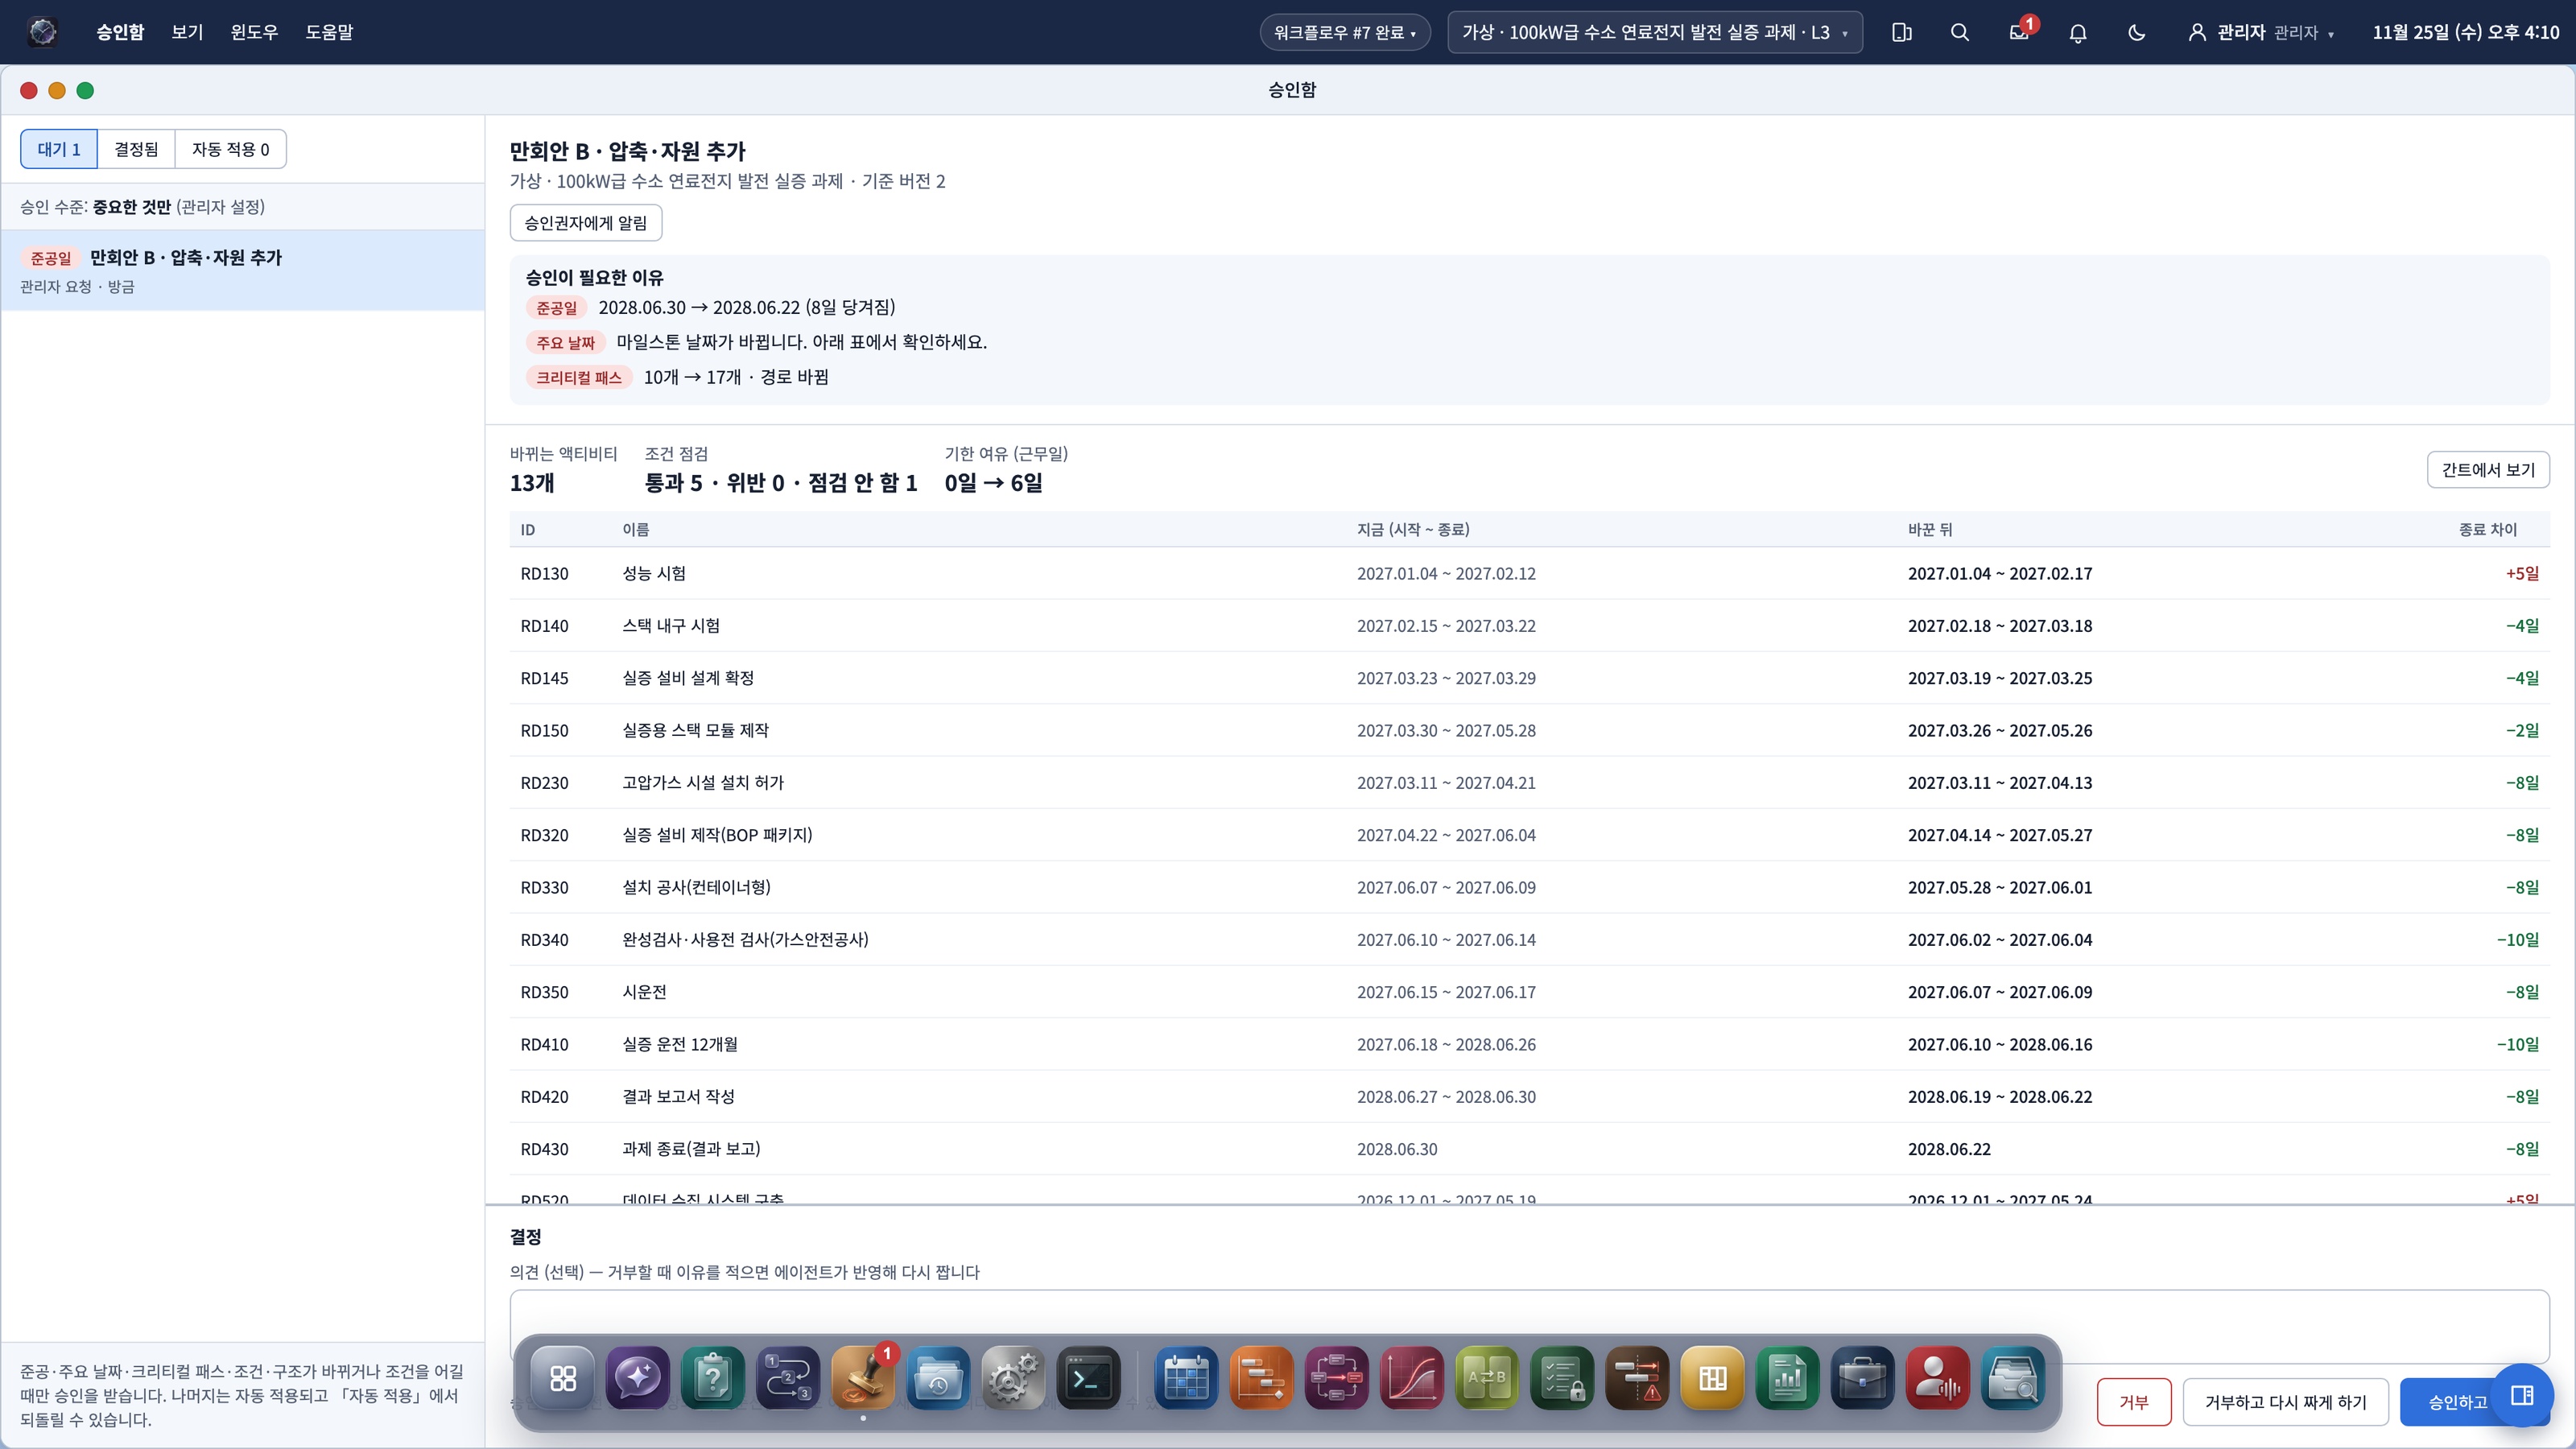 승인함 보기 윈도우 도움말 워크플로우 #7 완료 가상 · 100kW급 수소 연료전지 발전 실증 과제 · L3 1 관리자 관리자 11월 25일 (수) 오후 4:10
승인함
대기 1 결정됨 자동 적용 0
승인 수준: 중요한 것만 (관리자 설정)
준공일 만회안 B · 압축·자원 추가
관리자 요청 · 방금
준공·주요 날짜·크리티컬 패스·조건·구조가 바뀌거나 조건을 어길
때만 승인을 받습니다. 나머지는 자동 적용되고 「자동 적용」에서
되돌릴 수 있습니다.
만회안 B · 압축·자원 추가
가상 · 100kW급 수소 연료전지 발전 실증 과제 · 기준 버전 2
승인권자에게 알림
승인이 필요한 이유
준공일 2028.06.30 → 2028.06.22 (8일 당겨짐)
주요 날짜 마일스톤 날짜가 바뀝니다. 아래 표에서 확인하세요.
크리티컬 패스 10개 → 17개 · 경로 바뀜
바뀌는 액티비티 조건 점검 기한 여유 (근무일)
13개 통과 5 · 위반 0 · 점검 안 함 1 0일 → 6일
간트에서 보기
ID 이름 지금 (시작 ~ 종료) 바꾼 뒤 종료 차이
RD130 성능 시험 2027.01.04 ~ 2027.02.12 2027.01.04 ~ 2027.02.17 +5일
RD140 스택 내구 시험 2027.02.15 ~ 2027.03.22 2027.02.18 ~ 2027.03.18 −4일
RD145 실증 설비 설계 확정 2027.03.23 ~ 2027.03.29 2027.03.19 ~ 2027.03.25 −4일
RD150 실증용 스택 모듈 제작 2027.03.30 ~ 2027.05.28 2027.03.26 ~ 2027.05.26 −2일
RD230 고압가스 시설 설치 허가 2027.03.11 ~ 2027.04.21 2027.03.11 ~ 2027.04.13 −8일
RD320 실증 설비 제작(BOP 패키지) 2027.04.22 ~ 2027.06.04 2027.04.14 ~ 2027.05.27 −8일
RD330 설치 공사(컨테이너형) 2027.06.07 ~ 2027.06.09 2027.05.28 ~ 2027.06.01 −8일
RD340 완성검사·사용전 검사(가스안전공사) 2027.06.10 ~ 2027.06.14 2027.06.02 ~ 2027.06.04 −10일
RD350 시운전 2027.06.15 ~ 2027.06.17 2027.06.07 ~ 2027.06.09 −8일
RD410 실증 운전 12개월 2027.06.18 ~ 2028.06.26 2027.06.10 ~ 2028.06.16 −10일
RD420 결과 보고서 작성 2028.06.27 ~ 2028.06.30 2028.06.19 ~ 2028.06.22 −8일
RD430 과제 종료(결과 보고) 2028.06.30 2028.06.22 −8일
RD520 데이터 수집 시스템 구축 2026.12.01 ~ 2027.05.19 2026.12.01 ~ 2027.05.24 +5일
결정
의견 (선택) — 거부할 때 이유를 적으면 에이전트가 반영해 다시 짭니다
1 2 3 1 A B
거부 거부하고 다시 짜게 하기 승인하고